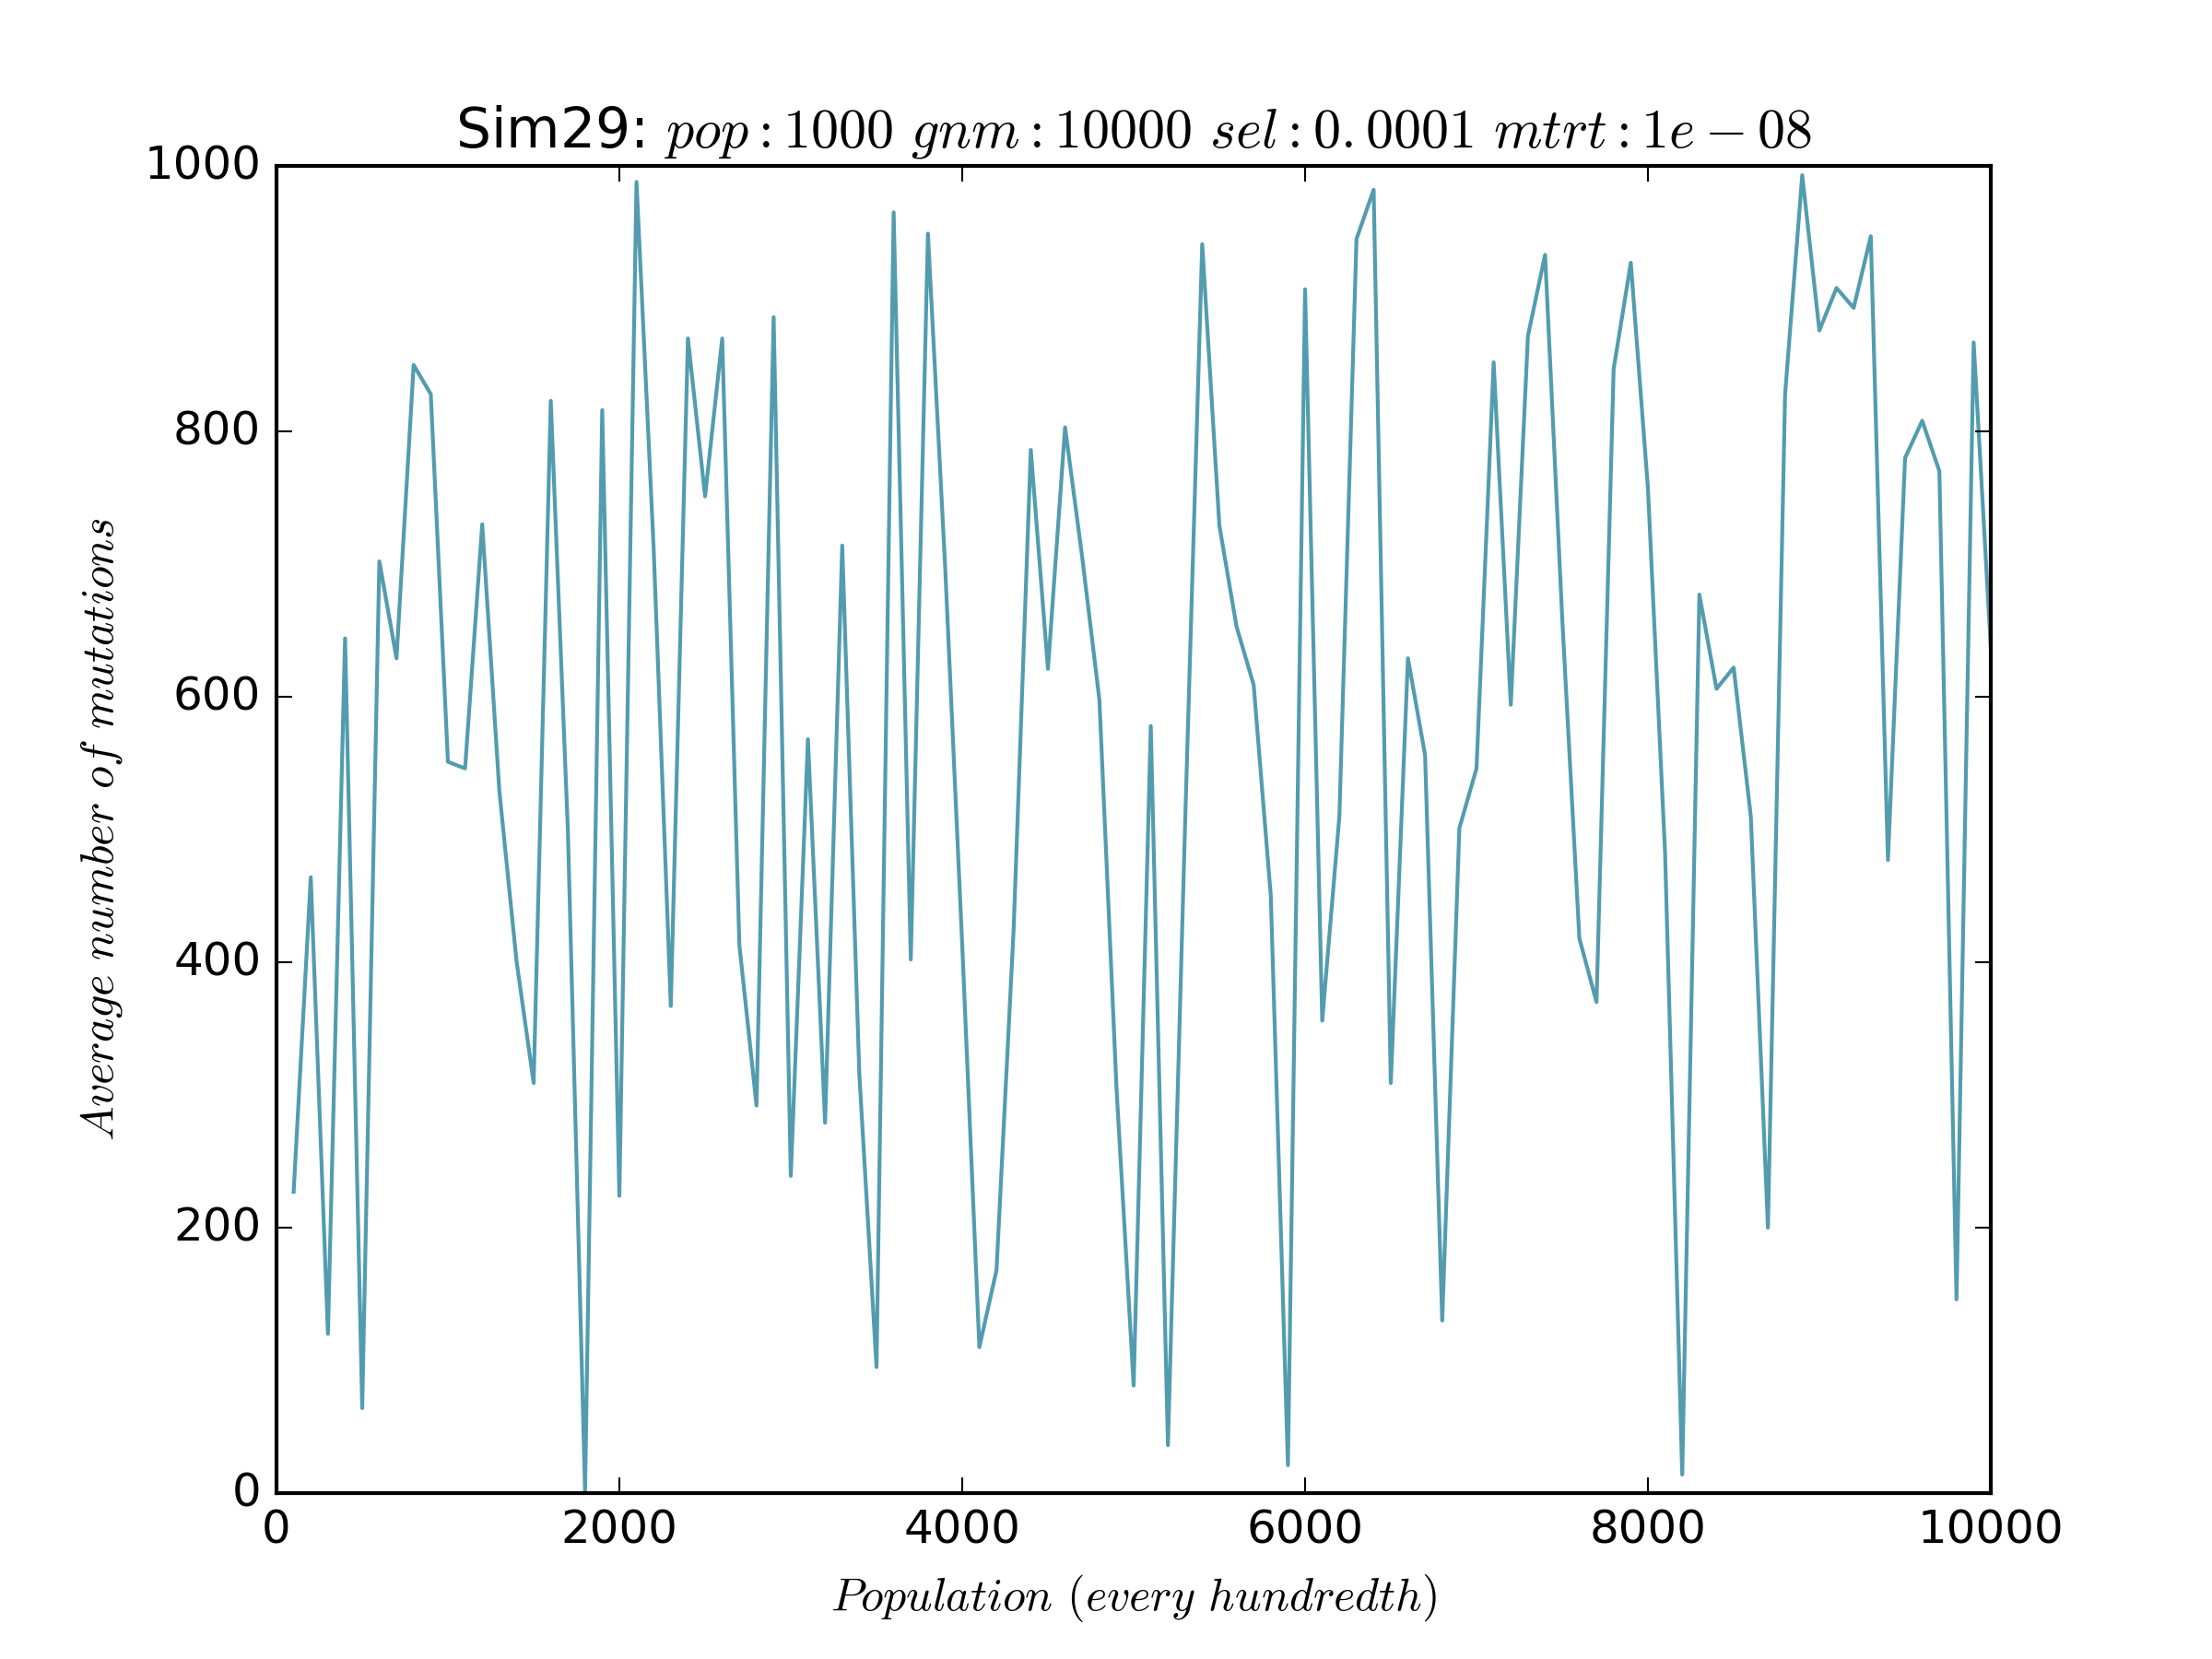 Sim29: pop : 1000 gnm : 10000 sel : 0.0001 mtrt : 1e − 08
1000
800
600
400
200
0
Average number of mutations
0 2000 4000 6000 8000 10000
Population (every hundredth)